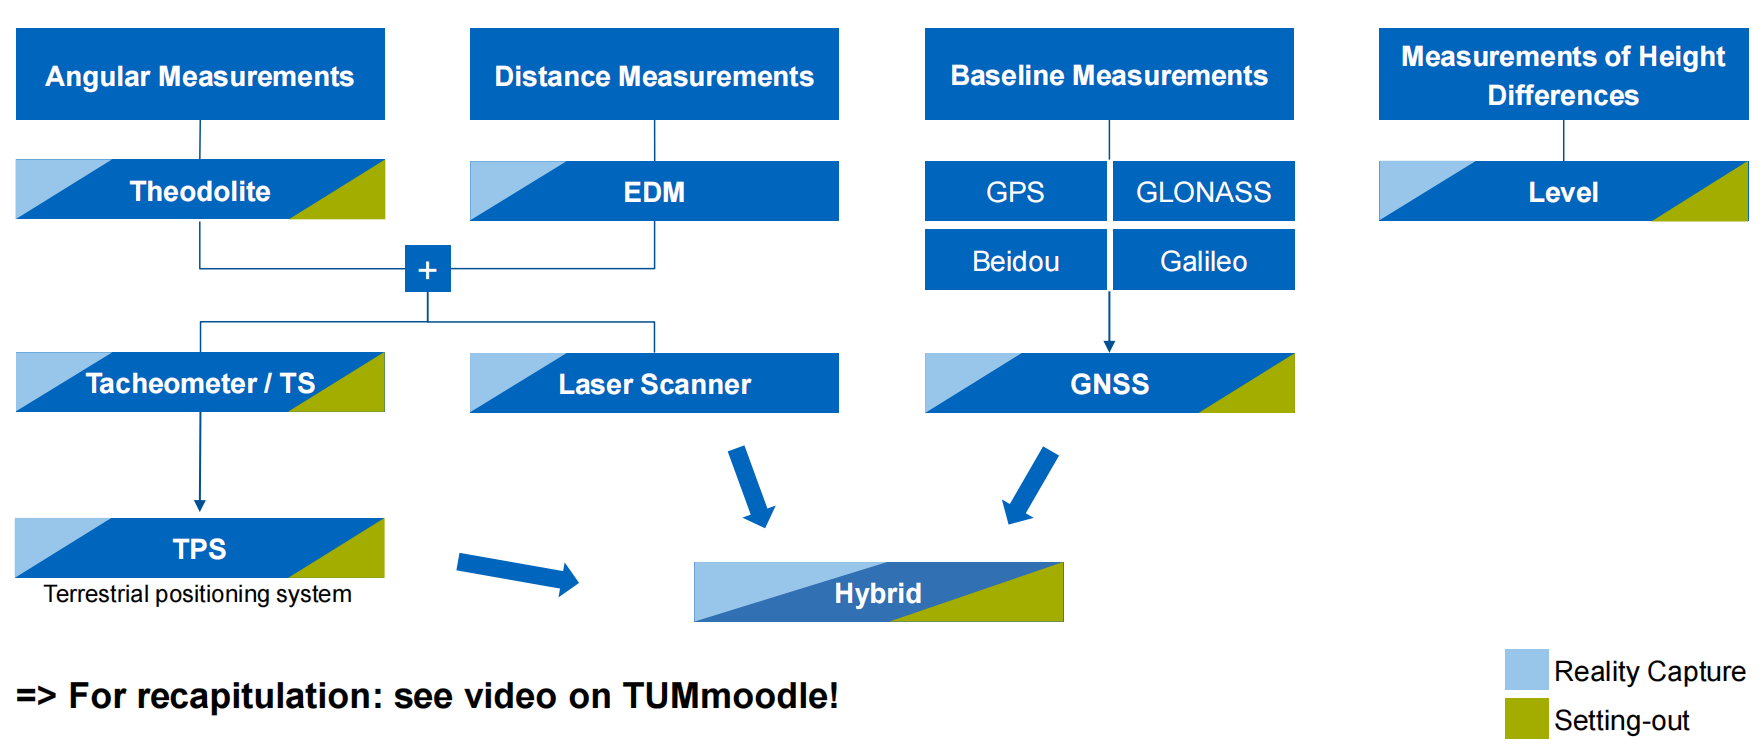 Angular Measurements
Distance Measurements
Baseline Measurements
Measurements of Height
Differences
Theodolite
EDM
GPS
GLONASS
Level
Beidou
Galileo
+
Tacheometer / TS
Laser Scanner
GNSS
TPS
Terrestrial positioning system
Hybrid
=> For recapitulation: see video on TUMmoodle!
Reality Capture
Setting-out